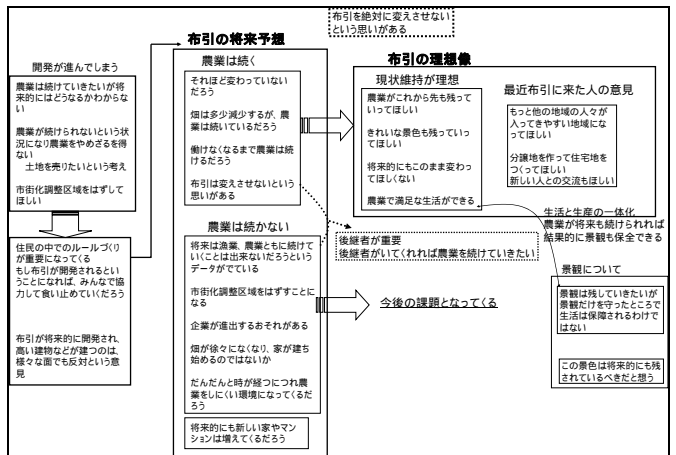 布引を絶対に変えさせない
という思いがある
布引の将来予想
開発が進んでしまう
農業は続けていきたいが将
来的にはどうなるかわからな
い
農業が続けられないという状
況になり農業をやめざるを得
ない
土地を売りたいという考え
市街化調整区域をはずして
ほしい
住民の中でのルールづくり
が重要になってくる
もし布引が開発されるとい
うことになれば、みんなで協
力して食い止めていくだろう
布引が将来的に開発され、
高い建物などが建つのは、
様々な面でも反対という意
見
農業は続く
それほど変わっていない
だろう
畑は多少減少するが、農
業は続いているだろう
働けなくなるまで農業は続
けるだろう
布引は変えさせないという
思いがある
農業は続かない
将来は漁業、農業ともに続けて
いくことは出来ないだろうという
データがでている
市街化調整区域をはずすことに
なる
企業が進出するおそれがある
畑が徐々になくなり、家が建ち
始めるのではないか
だんだんと時が経つにつれ農
業をしにくい環境になってくるだ
ろう
将来的にも新しい家やマン
ションは増えてくるだろう
布引の理想像
現状維持が理想
農業がこれから先も残って
いってほしい
きれいな景色も残っていっ
てほしい
将来的にもこのまま変わっ
てほしくない
農業で満足な生活ができる
最近布引に来た人の意見
もっと他の地域の人々が
入ってきやすい地域にな
ってほしい
分譲地を作って住宅地を
つくってほしい
新しい人との交流もほしい
後継者が重要
後継者がいてくれれば農業を続けていきたい
今後の課題となってくる
生活と生産の一体化
農業が将来も続けられれば
結果的に景観も保全できる
景観について
景観は残していきたいが
景観だけを守ったところで
生活は保障されるわけで
はない
この景色は将来的にも残
されているべきだと想う